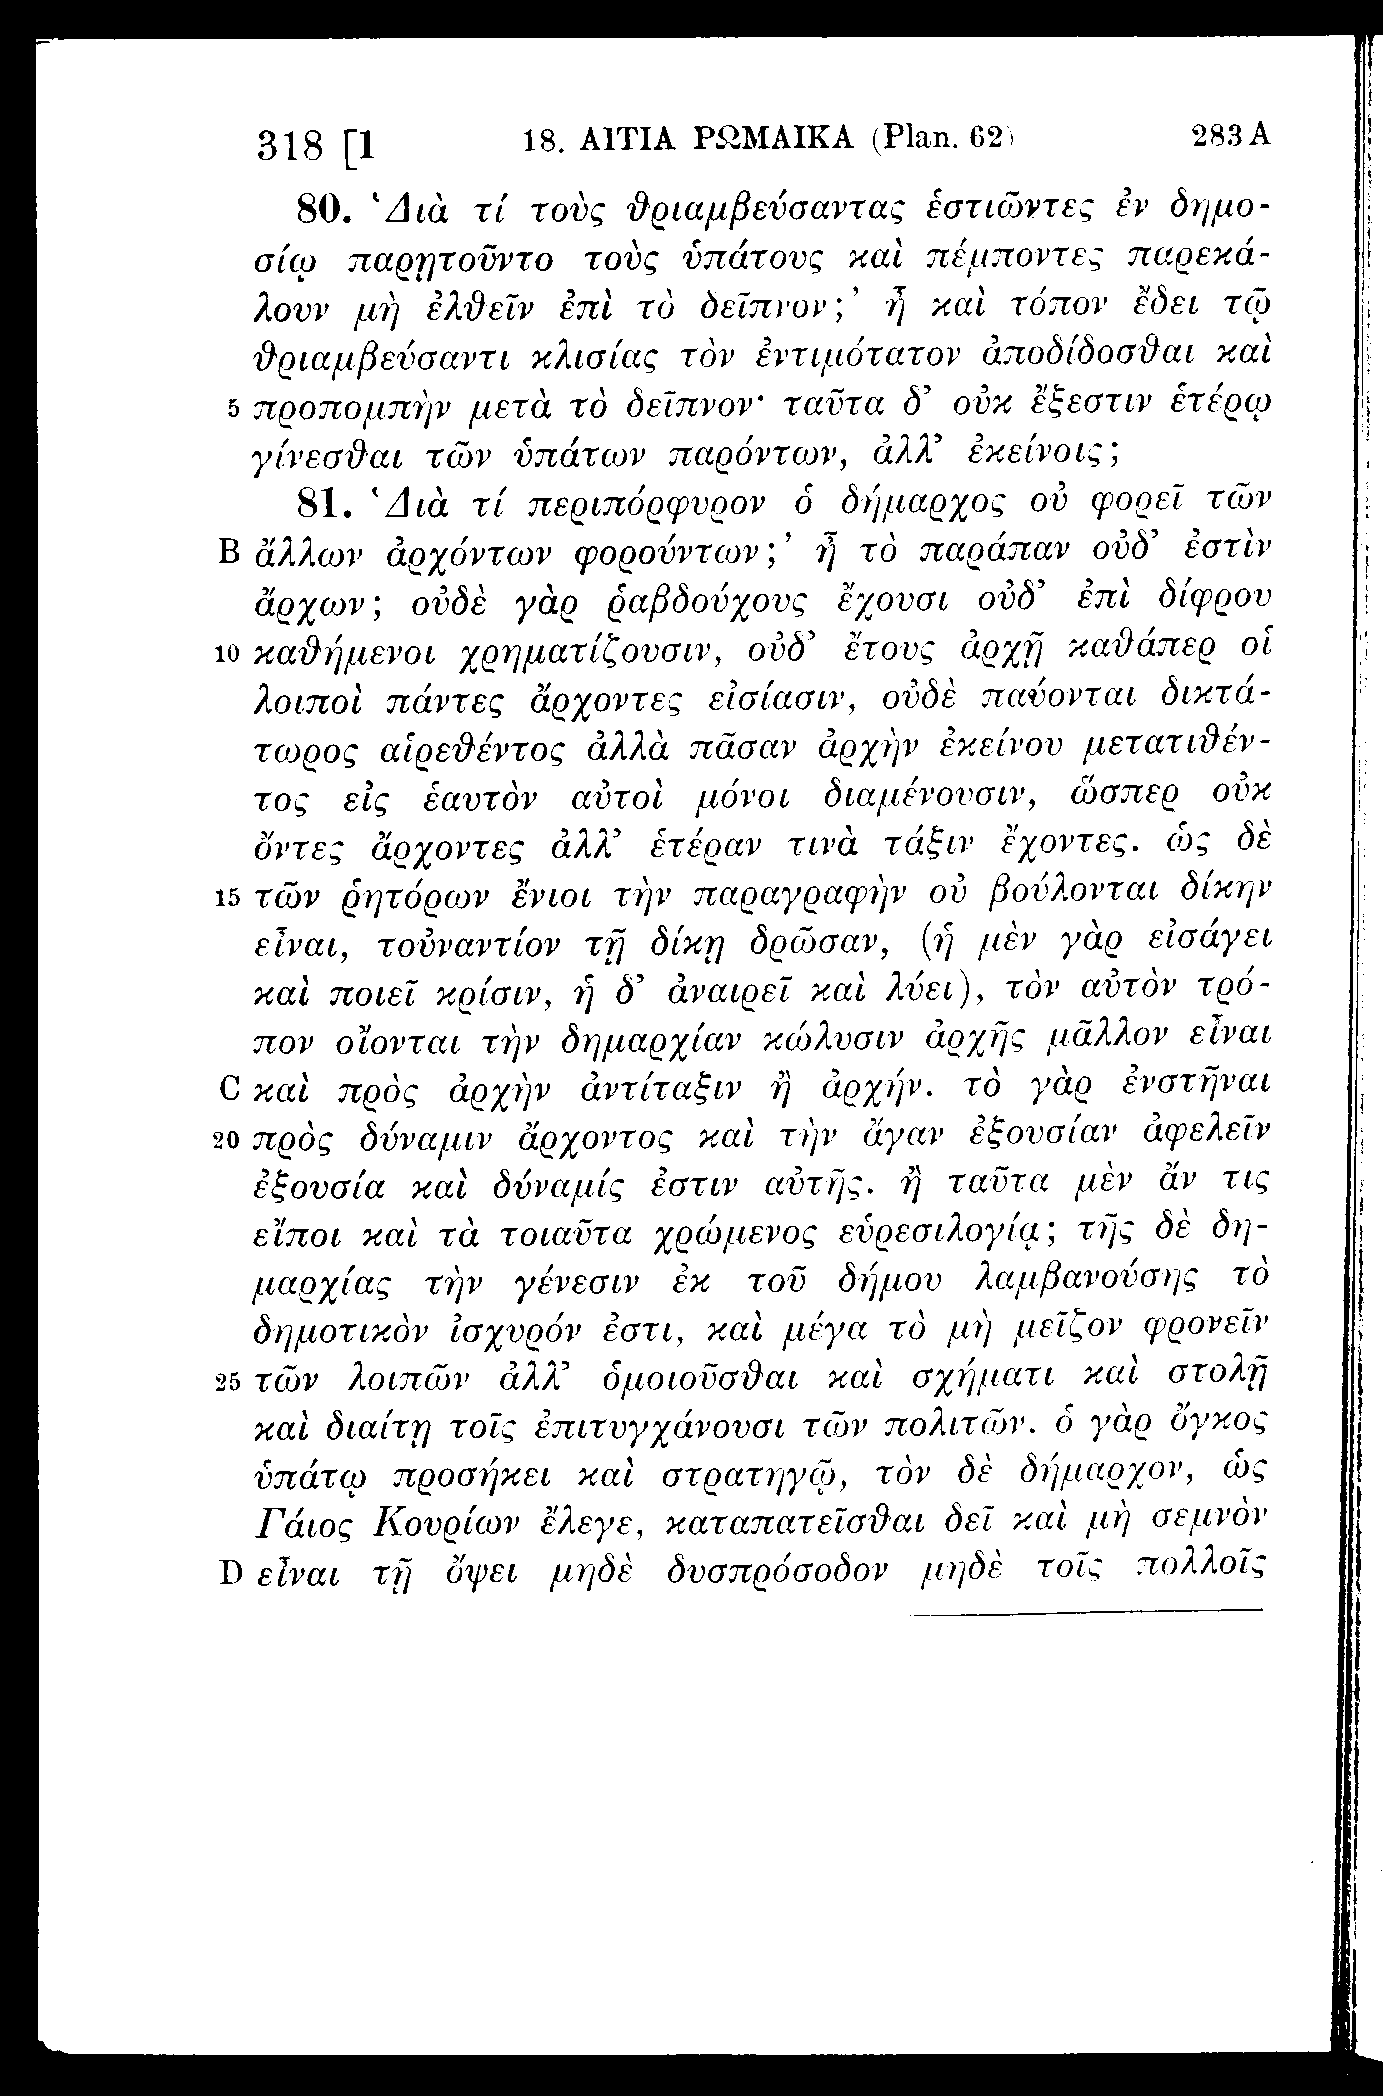 318 [1 18. ΑΙΤΙΑ ΡΩΜΑΙΚΑ (Plan. 62) 283 A
80. ‘Διὰ τί τοὺς θριαμβεύσαντας ἑστιῶντες ἐν δημο-
σίῳ παρῃτοῦντο τοὺς ὑπάτους καὶ πέμποντες παρεκά-
λουν μὴ ἐλθεῖν ἐπὶ τὸ δεῖπνον;’ ἦ καὶ τόπον ἔδει τῷ
θριαμβεύσαντι κλισίας τὸν ἐντιμότατον ἀποδίδοσθαι καὶ
5 προπομπὴν μετὰ τὸ δεῖπνον· ταῦτα δ’ οὐκ ἔξεστιν ἑτέρῳ
γίνεσθαι τῶν ὑπάτων παρόντων, ἀλλ’ ἐκείνοις;
81. ‘Διὰ τί περιπόρφυρον ὁ δήμαρχος οὐ φορεῖ τῶν
B ἄλλων ἀρχόντων φορούντων;’ ἦ τὸ παράπαν οὐδ’ ἐστὶν
ἄρχων; οὐδὲ γὰρ ῥαβδούχους ἔχουσι οὐδ’ ἐπὶ δίφρου
10 καθήμενοι χρηματίζουσιν, οὐδ’ ἔτους ἀρχῇ καθάπερ οἱ
λοιποὶ πάντες ἄρχοντες εἰσίασιν, οὐδὲ παύονται δικτά-
τωρος αἱρεθέντος ἀλλὰ πᾶσαν ἀρχὴν ἐκείνου μετατιθέν-
τος εἰς ἑαυτὸν αὐτοὶ μόνοι διαμένουσιν, ὥσπερ οὐκ
ὄντες ἄρχοντες ἀλλ’ ἑτέραν τινὰ τάξιν ἔχοντες. ὡς δὲ
15 τῶν ῥητόρων ἔνιοι τὴν παραγραφὴν οὐ βούλονται δίκην
εἶναι, τοὐναντίον τῇ δίκῃ δρῶσαν, (ἡ μὲν γὰρ εἰσάγει
καὶ ποιεῖ κρίσιν, ἡ δ’ ἀναιρεῖ καὶ λύει), τὸν αὐτὸν τρό-
πον οἴονται τὴν δημαρχίαν κώλυσιν ἀρχῆς μᾶλλον εἶναι
C καὶ πρὸς ἀρχὴν ἀντίταξιν ἢ ἀρχήν. τὸ γὰρ ἐνστῆναι
20 πρὸς δύναμιν ἄρχοντος καὶ τὴν ἄγαν ἐξουσίαν ἀφελεῖν
ἐξουσία καὶ δύναμίς ἐστιν αὐτῆς. ἢ ταῦτα μὲν ἄν τις
εἴποι καὶ τὰ τοιαῦτα χρώμενος εὑρεσιλογίᾳ; τῆς δὲ δη-
μαρχίας τὴν γένεσιν ἐκ τοῦ δήμου λαμβανούσης τὸ
δημοτικὸν ἰσχυρόν ἐστι, καὶ μέγα τὸ μὴ μεῖζον φρονεῖν
25 τῶν λοιπῶν ἀλλ’ ὁμοιοῦσθαι καὶ σχήματι καὶ στολῇ
καὶ διαίτῃ τοῖς ἐπιτυγχάνουσι τῶν πολιτῶν. ὁ γὰρ ὄγκος
ὑπάτῳ προσήκει καὶ στρατηγῷ, τὸν δὲ δήμαρχον, ὡς
Γάιος Κουρίων ἔλεγε, καταπατεῖσθαι δεῖ καὶ μὴ σεμνὸν
D εἶναι τῇ ὄψει μηδὲ δυσπρόσοδον μηδὲ τοῖς πολλοῖς